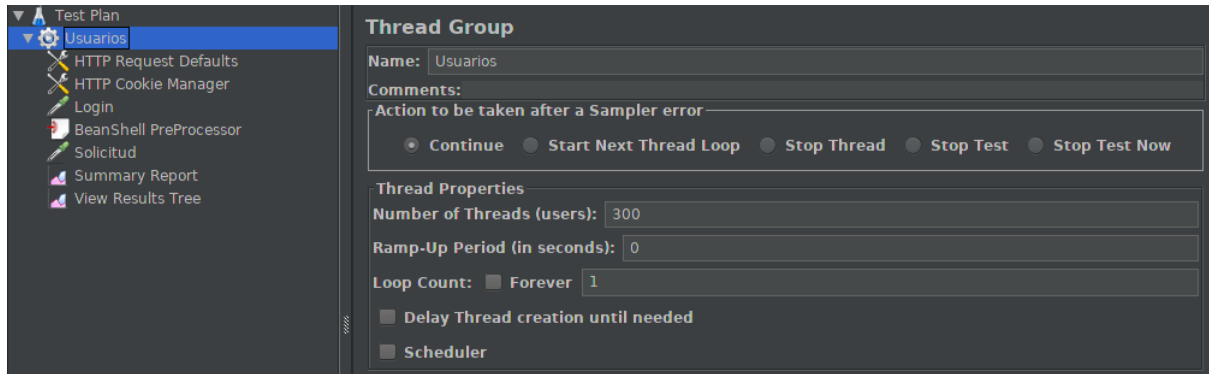 Test Plan
Usuarios
HTTP Request Defaults
HTTP Cookie Manager
Login
BeanShell PreProcessor
Solicitud
Summary Report
View Results Tree
Thread Group
Name: Usuarios
Comments:
Action to be taken after a Sampler error
Continue Start Next Thread Loop Stop Thread Stop Test Stop Test Now
Thread Properties
Number of Threads (users): 300
Ramp-Up Period (in seconds): 0
Loop Count: Forever 1
Delay Thread creation until needed
Scheduler